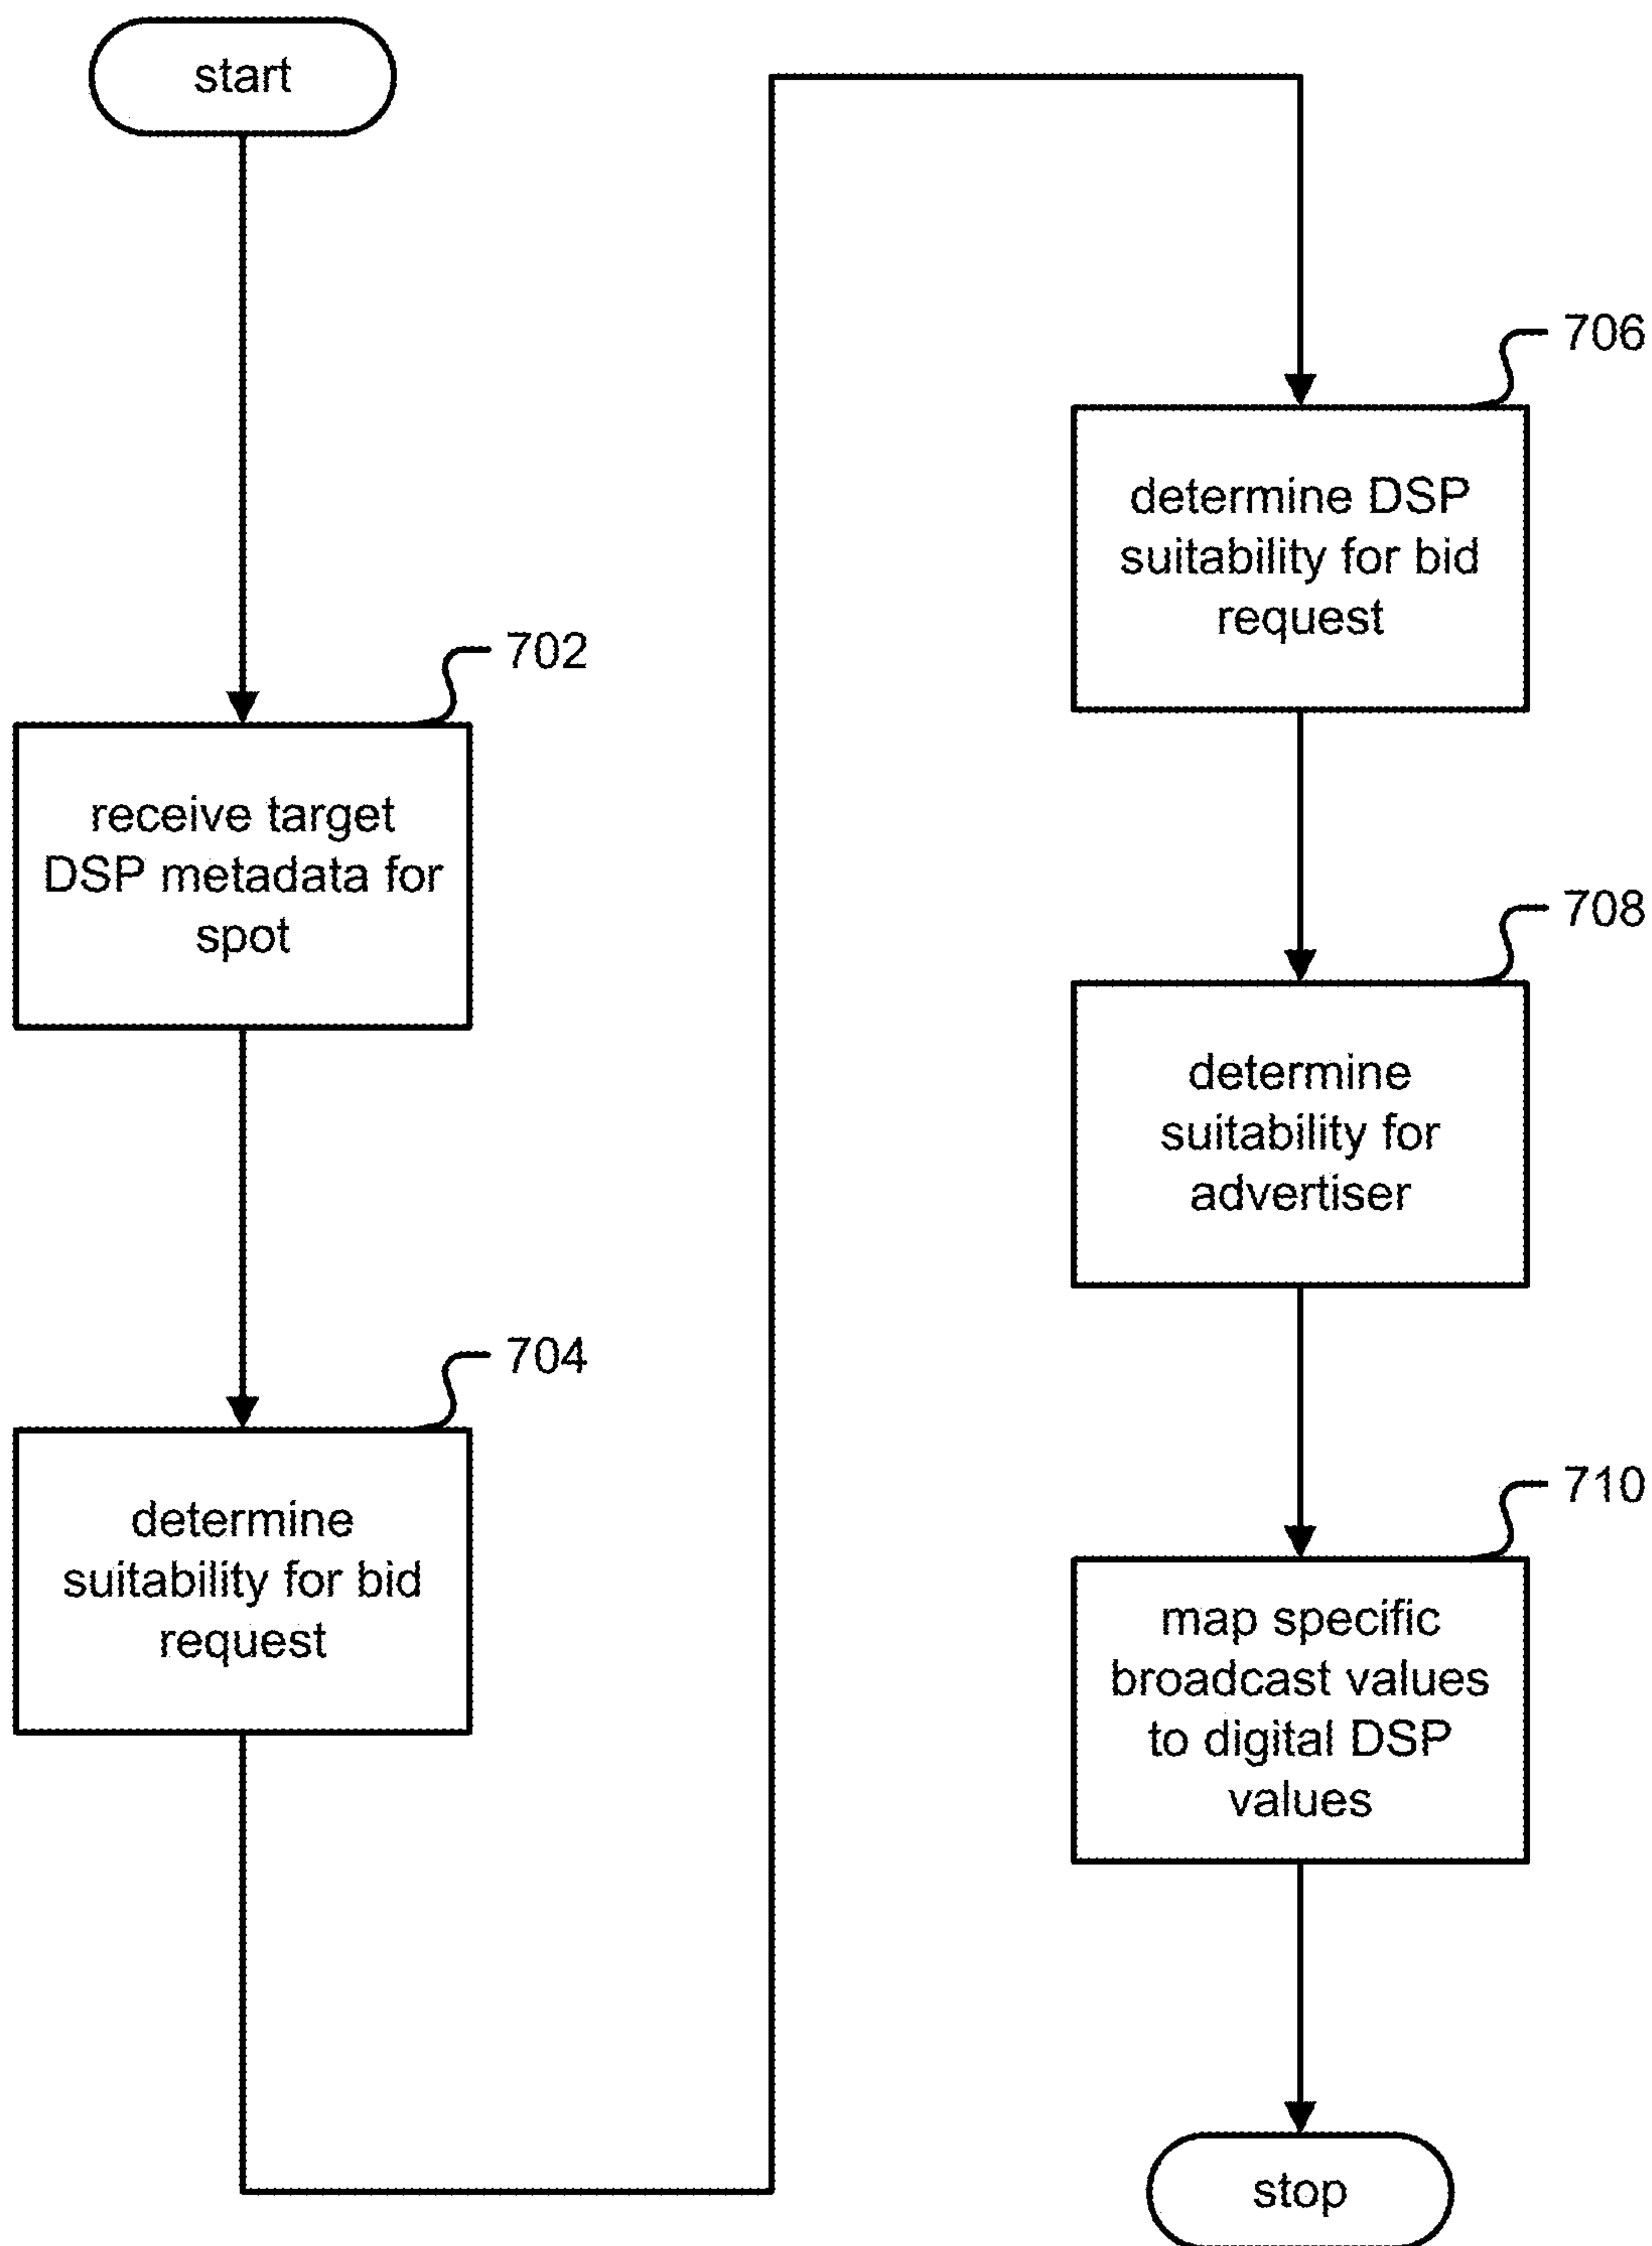 start
702
receive target
DSP metadata for
spot
704
determine
suitability for bid
request
706
determine DSP
suitability for bid
request
708
determine
suitability for
advertiser
710
map specific
broadcast values
to digital DSP
values
stop